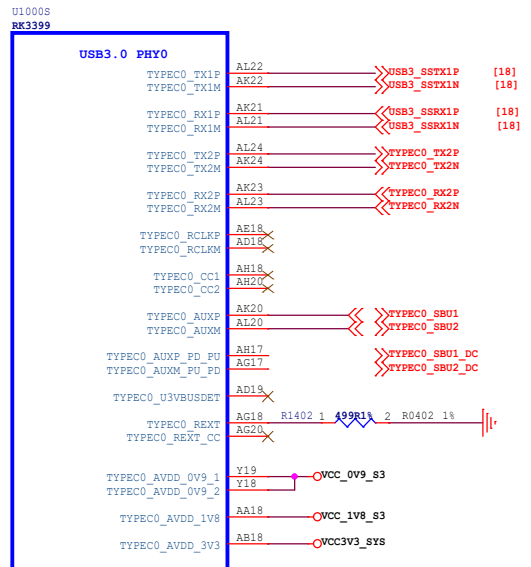 U1000S
RK3399
USB3.0 PHY0
TYPEC0_TX1P AL22 USB3_SSTX1P [18]
TYPEC0_TX1M AK22 USB3_SSTX1N [18]
TYPEC0_RX1P AK21 USB3_SSRX1P [18]
TYPEC0_RX1M AL21 USB3_SSRX1N [18]
TYPEC0_TX2P AL24 TYPEC0_TX2P
TYPEC0_TX2M AK24 TYPEC0_TX2N
TYPEC0_RX2P AK23 TYPEC0_RX2P
TYPEC0_RX2M AL23 TYPEC0_RX2N
TYPEC0_RCLKP AE18
TYPEC0_RCLKM AD18
TYPEC0_CC1 AH18
TYPEC0_CC2 AH20
TYPEC0_AUXP AK20 TYPEC0_SBU1
TYPEC0_AUXM AL20 TYPEC0_SBU2
TYPEC0_AUXP_PD_PU AH17 TYPEC0_SBU1_DC
TYPEC0_AUXM_PU_PD AG17 TYPEC0_SBU2_DC
TYPEC0_U3VBUSDET AD19
TYPEC0_REXT AG18 R1402 1 499R1% 2 R0402 1%
TYPEC0_REXT_CC AG20
TYPEC0_AVDD_0V9_1 Y19 VCC_0V9_S3
TYPEC0_AVDD_0V9_2 Y18
TYPEC0_AVDD_1V8 AA18 VCC_1V8_S3
TYPEC0_AVDD_3V3 AB18 VCC3V3_SYS